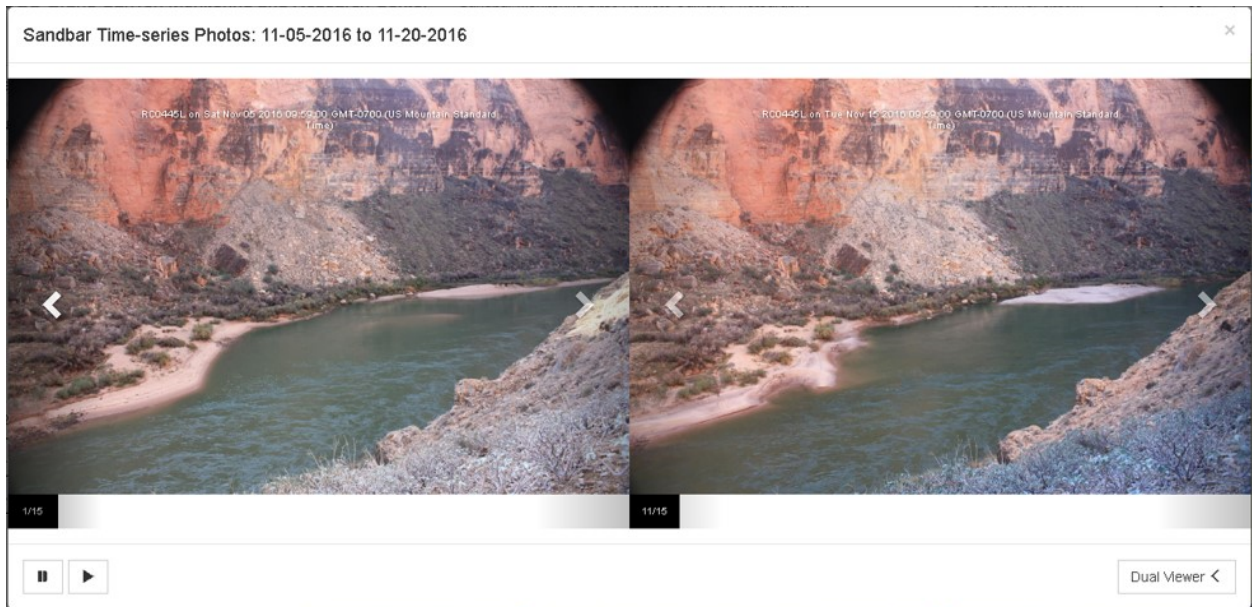 Sandbar Time-series Photos: 11-05-2016 to 11-20-2016
×
RC0445L on Sat Nov 05 2016 09:59:00 GMT-0700 (US Mountain Standard
Time)
RC0445L on Tue Nov 15 2016 09:59:00 GMT-0700 (US Mountain Standard
Time)
1/15
11/15
Dual Viewer